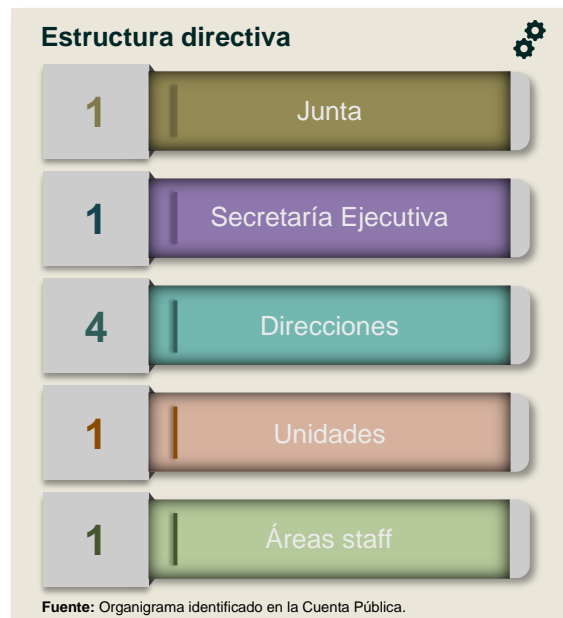 Estructura directiva
1 Junta
1 Secretaría Ejecutiva
4 Direcciones
1 Unidades
1 Áreas staff
Fuente: Organigrama identificado en la Cuenta Pública.